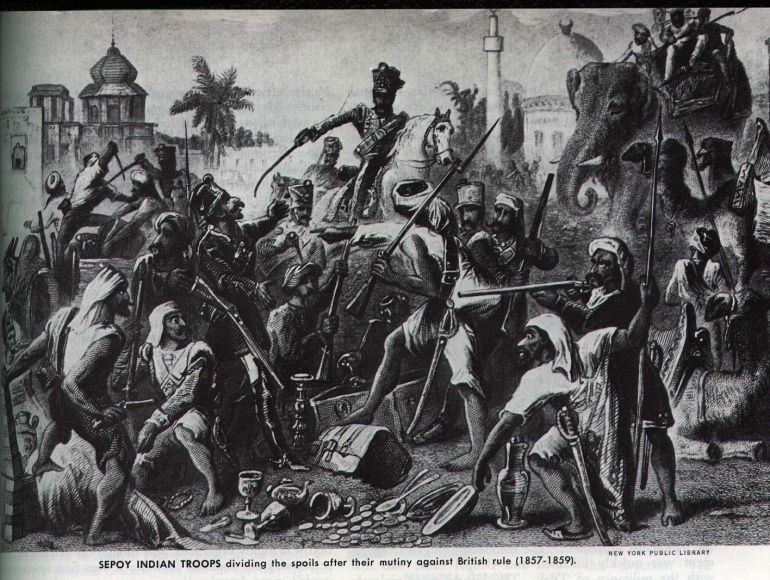 NEW YORK PUBLIC LIBRARY
SEPOY INDIAN TROOPS dividing the spoils after their mutiny against British rule (1857-1859).